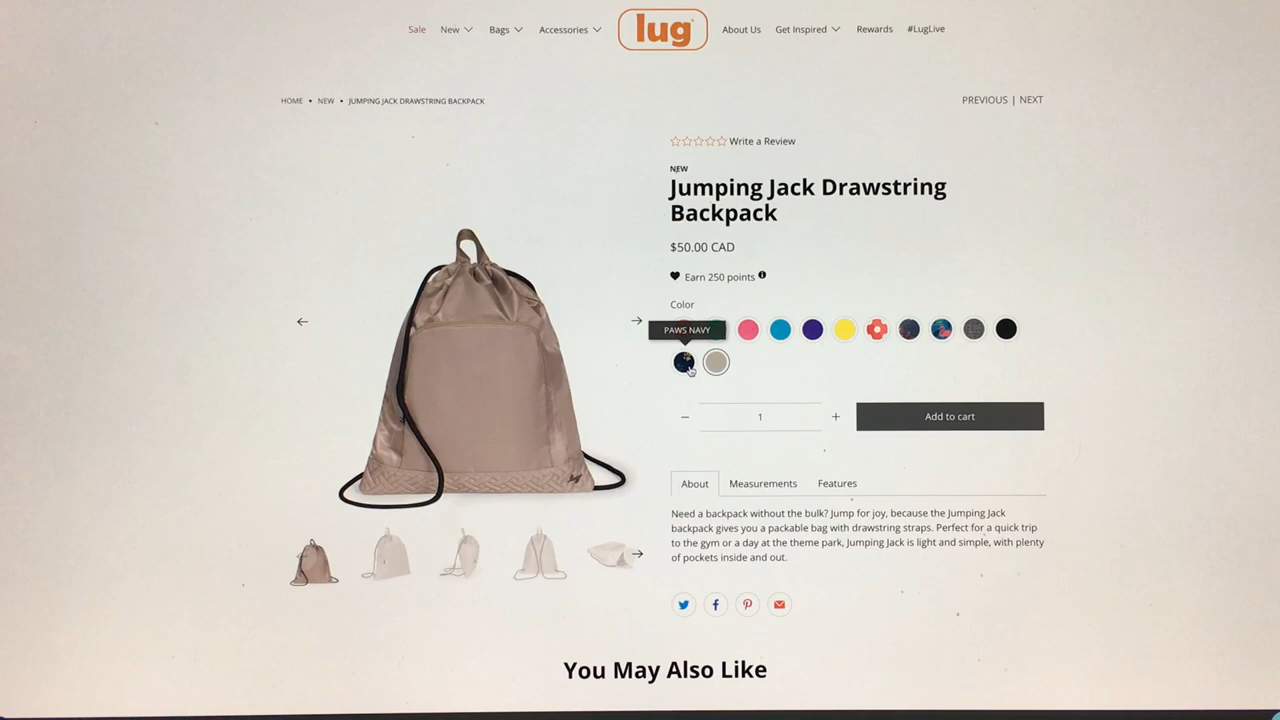 Sale New Bags Accessories lug About Us Get Inspired Rewards #LugLive
HOME • NEW • JUMPING JACK DRAWSTRING BACKPACK
PREVIOUS | NEXT
Write a Review
NEW
Jumping Jack Drawstring
Backpack
$50.00 CAD
Earn 250 points
Color
PAWS NAVY
1
Add to cart
About Measurements Features
Need a backpack without the bulk? Jump for joy, because the Jumping Jack
backpack gives you a packable bag with drawstring straps. Perfect for a quick trip
to the gym or a day at the theme park, Jumping Jack is light and simple, with plenty
of pockets inside and out.
You May Also Like